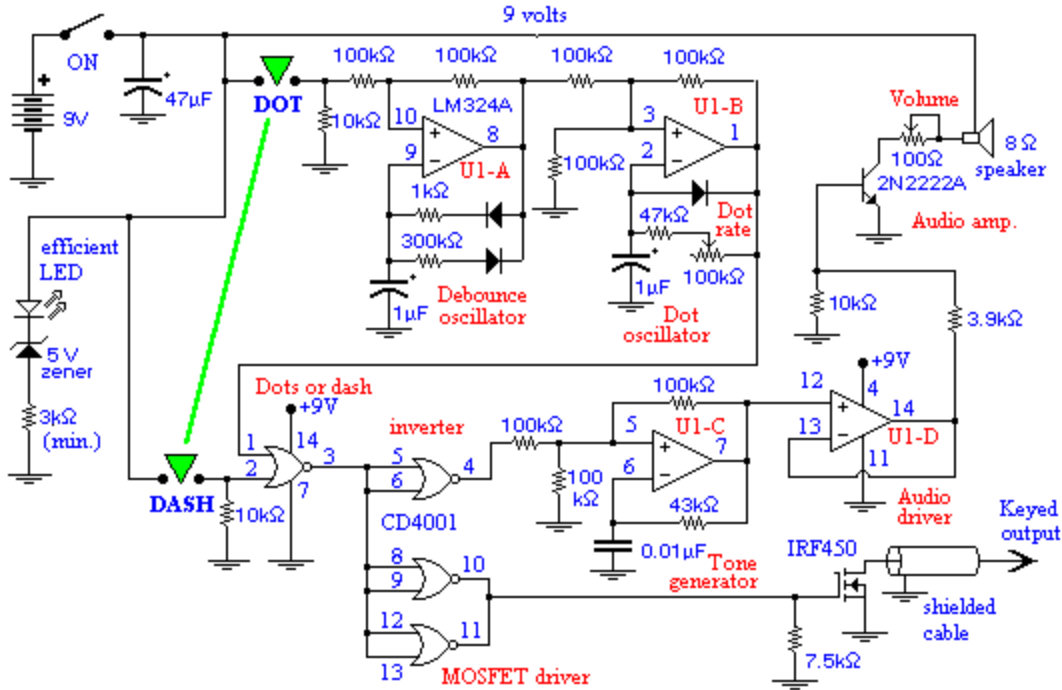 9 volts
ON
9V
47µF
DOT
100kΩ
100kΩ
100kΩ
100kΩ
10kΩ
LM324A
10
8
9
U1-A
1kΩ
300kΩ
1µF
Debounce
oscillator
100kΩ
U1-B
3
1
2
47kΩ
Dot
rate
100kΩ
1µF
Dot
oscillator
Volume
100Ω
8 Ω
speaker
2N2222A
Audio amp.
efficient
LED
5 V
zener
3kΩ
(min.)
DASH
10kΩ
Dots or dash
+9V
1
14
2
3
7
inverter
5
6
4
CD4001
8
9
10
12
11
13
MOSFET driver
100kΩ
100
kΩ
100kΩ
U1-C
5
7
6
43kΩ
0.01µF
Tone
generator
10kΩ
3.9kΩ
+9V
12
4
14
13
U1-D
11
Audio
driver
IRF450
Keyed
output
shielded
cable
7.5kΩ